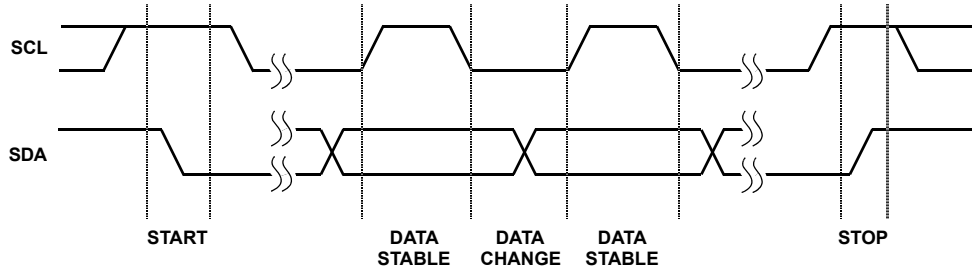 SCL
SDA
START
DATA
STABLE
DATA
CHANGE
DATA
STABLE
STOP